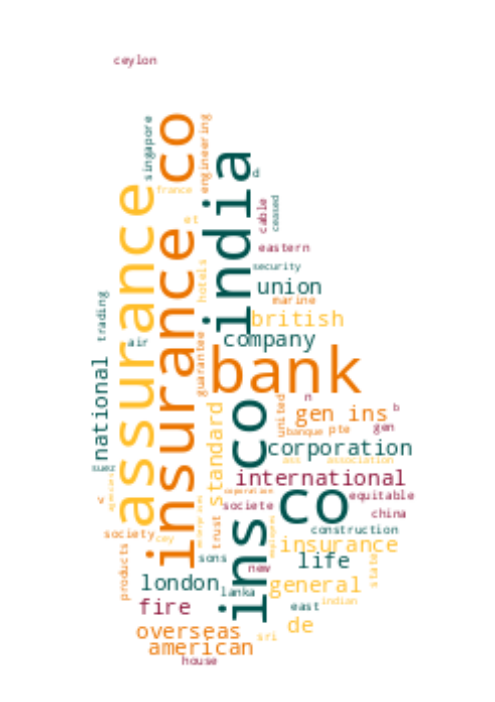 ceylon
singapore
insurance co
engineering
france
assurance
india
d
et
cable
ceased
eastern
security
hotels
union
marine
trading
british
air
company
guarantee
bank
national
ins co
standard
united
n
gen ins
b
banque
pte
gen
corporation
ass
association
suez
international
co
equitable
v
societe
china
society
cey
trust
construction
insurance
sons
life
products
new
state
london
lanka
general
indian
fire
east
overseas
sri
de
american
house